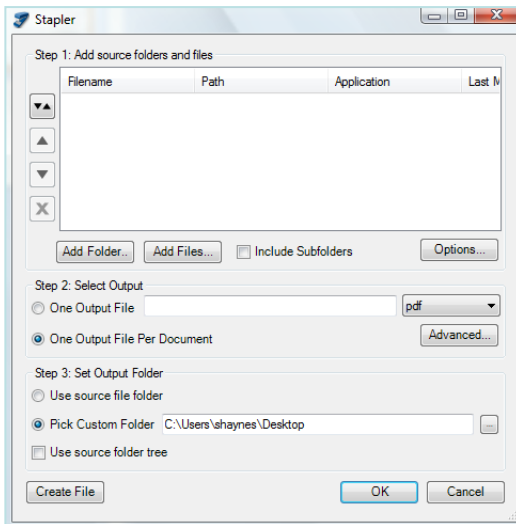 Stapler
Step 1: Add source folders and files
Filename Path Application Last M
Add Folder.. Add Files... Include Subfolders Options...
Step 2: Select Output
One Output File pdf
One Output File Per Document Advanced...
Step 3: Set Output Folder
Use source file folder
Pick Custom Folder C:\Users\shaynes\Desktop ...
Use source folder tree
Create File OK Cancel